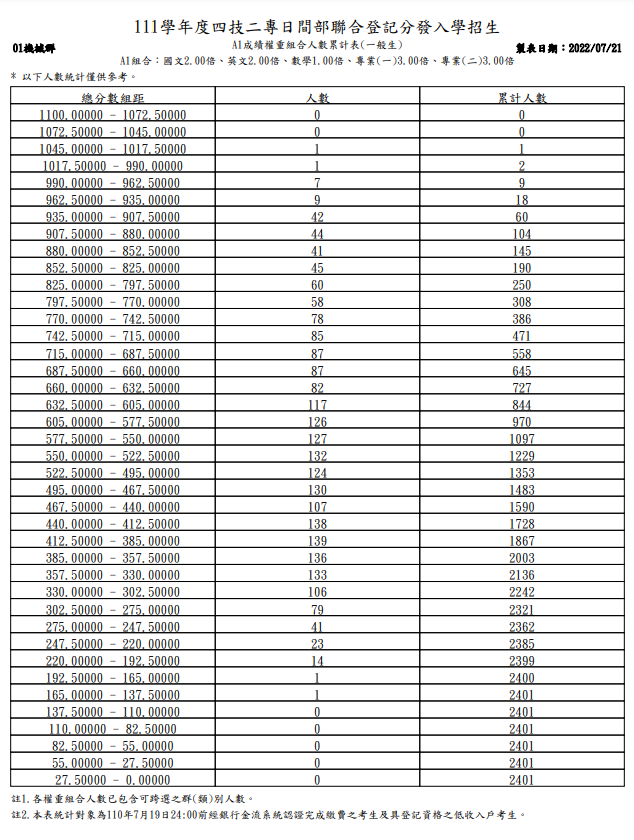 111學年度四技二專日間部聯合登記分發入學招生
01機械群 A1成績權重組合人數累計表(一般生) 製表日期：2022/07/21
A1組合：國文2.00倍、英文2.00倍、數學1.00倍、專業(一)3.00倍、專業(二)3.00倍
* 以下人數統計僅供參考。
總分數組距 人數 累計人數
1100.00000 - 1072.50000 0 0
1072.50000 - 1045.00000 0 0
1045.00000 - 1017.50000 1 1
1017.50000 - 990.00000 1 2
990.00000 - 962.50000 7 9
962.50000 - 935.00000 9 18
935.00000 - 907.50000 42 60
907.50000 - 880.00000 44 104
880.00000 - 852.50000 41 145
852.50000 - 825.00000 45 190
825.00000 - 797.50000 60 250
797.50000 - 770.00000 58 308
770.00000 - 742.50000 78 386
742.50000 - 715.00000 85 471
715.00000 - 687.50000 87 558
687.50000 - 660.00000 87 645
660.00000 - 632.50000 82 727
632.50000 - 605.00000 117 844
605.00000 - 577.50000 126 970
577.50000 - 550.00000 127 1097
550.00000 - 522.50000 132 1229
522.50000 - 495.00000 124 1353
495.00000 - 467.50000 130 1483
467.50000 - 440.00000 107 1590
440.00000 - 412.50000 138 1728
412.50000 - 385.00000 139 1867
385.00000 - 357.50000 136 2003
357.50000 - 330.00000 133 2136
330.00000 - 302.50000 106 2242
302.50000 - 275.00000 79 2321
275.00000 - 247.50000 41 2362
247.50000 - 220.00000 23 2385
220.00000 - 192.50000 14 2399
192.50000 - 165.00000 1 2400
165.00000 - 137.50000 1 2401
137.50000 - 110.00000 0 2401
110.00000 - 82.50000 0 2401
82.50000 - 55.00000 0 2401
55.00000 - 27.50000 0 2401
27.50000 - 0.00000 0 2401
註1.各權重組合人數已包含可跨選之群(類)別人數。
註2.本表統計對象為110年7月19日24:00前經銀行金流系統認證完成繳費之考生及具登記資格之低收入戶考生。